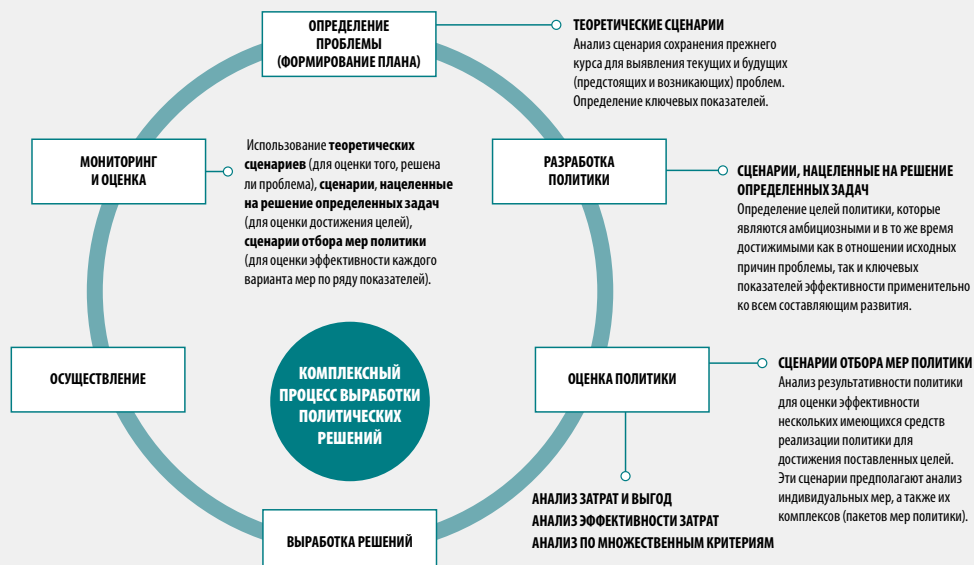 ОПРЕДЕЛЕНИЕ
ПРОБЛЕМЫ
(ФОРМИРОВАНИЕ ПЛАНА)
ТЕОРЕТИЧЕСКИЕ СЦЕНАРИИ
Анализ сценария сохранения прежнего
курса для выявления текущих и будущих
(предстоящих и возникающих) проблем.
Определение ключевых показателей.
МОНИТОРИНГ
И ОЦЕНКА
Использование теоретических
сценариев (для оценки того, решена
ли проблема), сценарии, нацеленные
на решение определенных задач
(для оценки достижения целей),
сценарии отбора мер политики
(для оценки эффективности каждого
варианта мер по ряду показателей).
РАЗРАБОТКА
ПОЛИТИКИ
СЦЕНАРИИ, НАЦЕЛЕННЫЕ НА РЕШЕНИЕ
ОПРЕДЕЛЕННЫХ ЗАДАЧ
Определение целей политики, которые
являются амбициозными и в то же время
достижимыми как в отношении исходных
причин проблемы, так и ключевых
показателей эффективности применительно
ко всем составляющим развития.
ОСУЩЕСТВЛЕНИЕ
КОМПЛЕКСНЫЙ
ПРОЦЕСС ВЫРАБОТКИ
ПОЛИТИЧЕСКИХ
РЕШЕНИЙ
ОЦЕНКА ПОЛИТИКИ
СЦЕНАРИИ ОТБОРА МЕР ПОЛИТИКИ
Анализ результативности политики
для оценки эффективности
нескольких имеющихся средств
реализации политики для
достижения поставленных целей.
Эти сценарии предполагают анализ
индивидуальных мер, а также их
комплексов (пакетов мер политики).
АНАЛИЗ ЗАТРАТ И ВЫГОД
АНАЛИЗ ЭФФЕКТИВНОСТИ ЗАТРАТ
АНАЛИЗ ПО МНОЖЕСТВЕННЫМ КРИТЕРИЯМ
ВЫРАБОТКА РЕШЕНИЙ